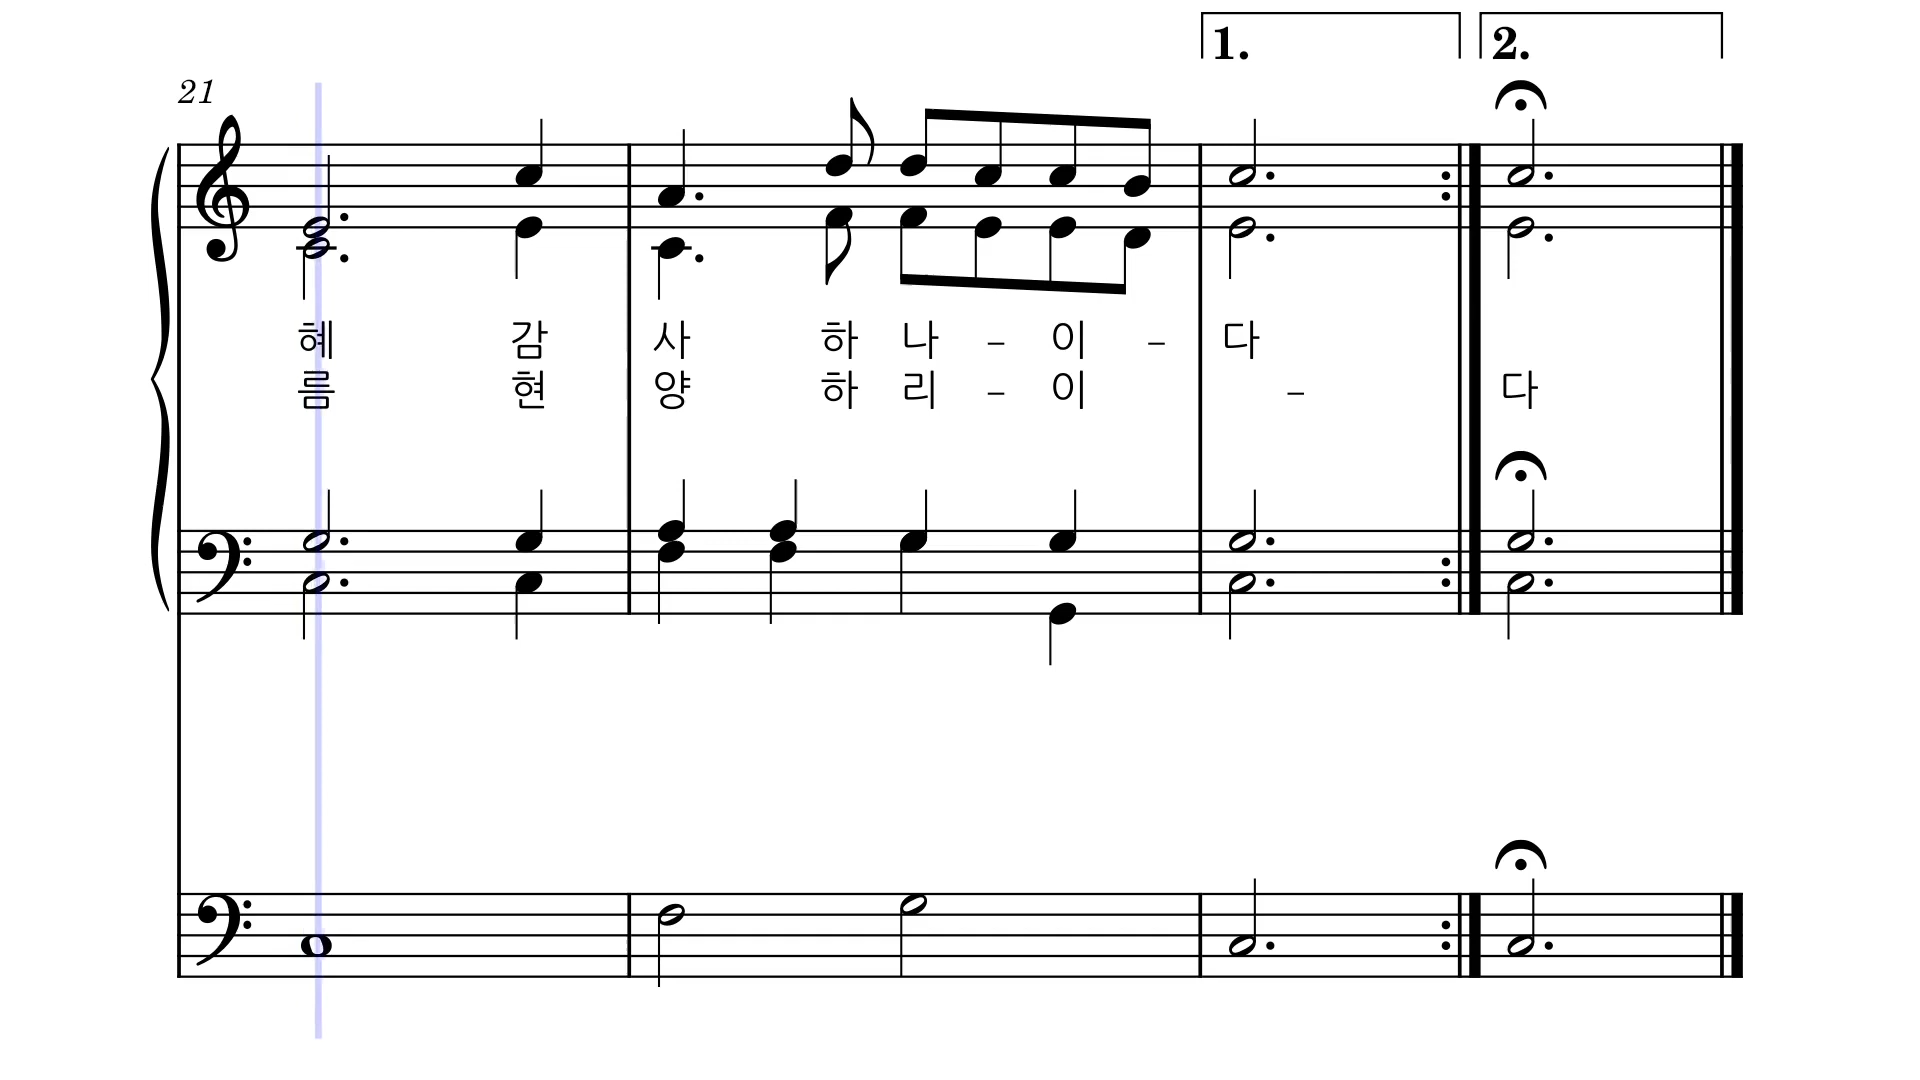 1. 2.
21
혜 감 사 하 나 - 이 - 다
름 현 양 하 리 - 이 - 다